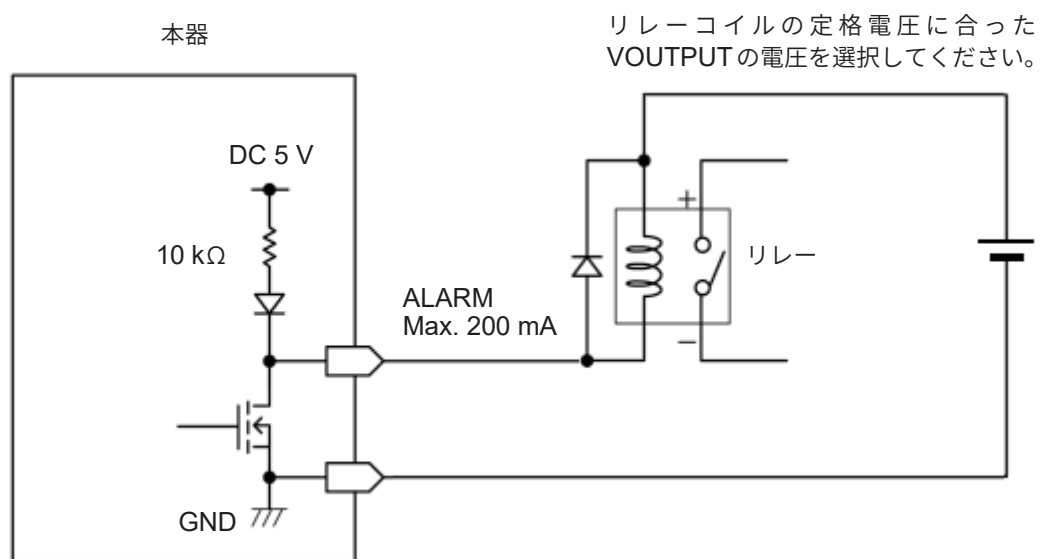 本器
リレーコイルの定格電圧に合った
VOUTPUTの電圧を選択してください。
DC 5 V
10 kΩ
+
リレー
ALARM
Max. 200 mA
−
GND